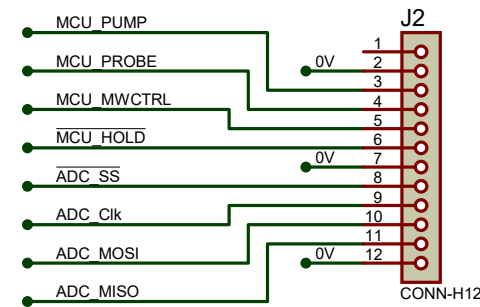 MCU_PUMP
MCU_PROBE
MCU_MWCTRL
MCU_HOLD
ADC_SS
ADC_Clk
ADC_MOSI
ADC_MISO
0V
0V
0V
J2
1
2
3
4
5
6
7
8
9
10
11
12
CONN-H12